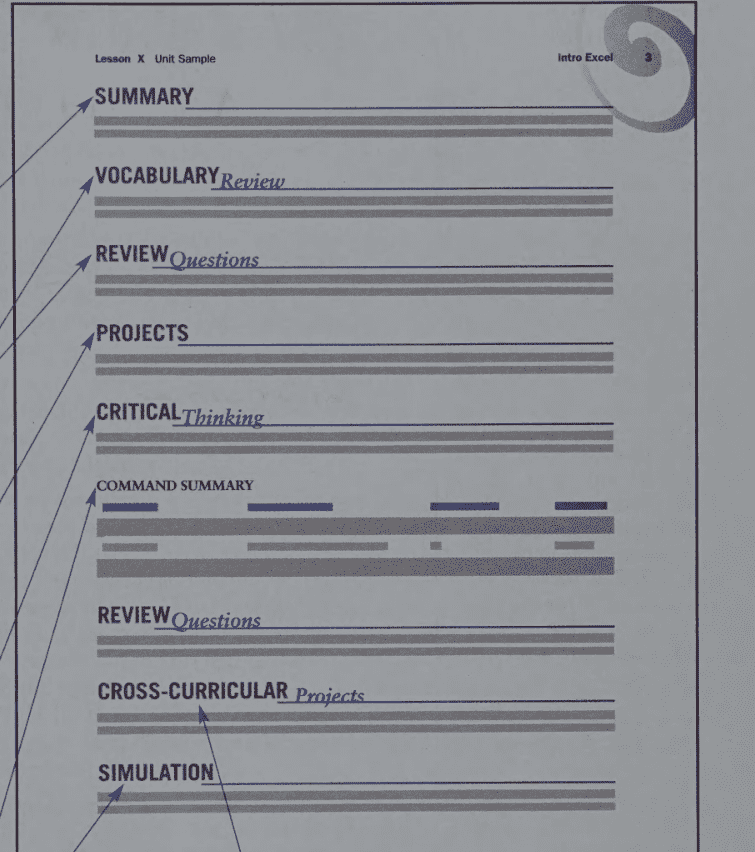 Lesson X Unit Sample Intro Excel 3
SUMMARY
VOCABULARY Review
REVIEW Questions
PROJECTS
CRITICAL Thinking
COMMAND SUMMARY
REVIEW Questions
CROSS-CURRICULAR Projects
SIMULATION